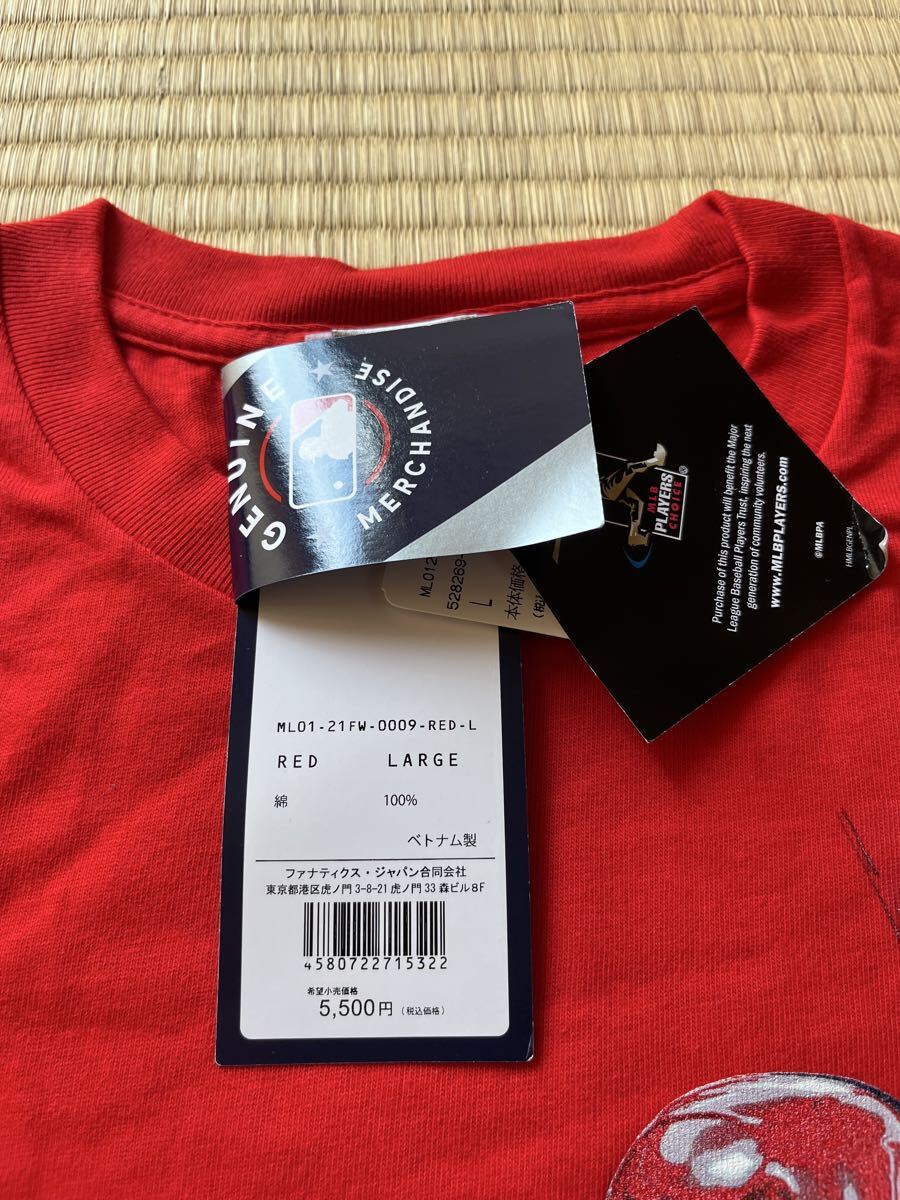 GENUINE ★ MERCHANDISE
MLB
PLAYERS
CHOICE
Purchase of this product will benefit the Major
League Baseball Players Trust, inspiring the next
generation of community volunteers.
www.MLBPLAYERS.com
©MLBPA
HMLBGENPL
ML012
528269-
L
本体価格
(税込
ML01-21FW-0009-RED-L
RED LARGE
綿 100%
ベトナム製
ファナティクス・ジャパン合同会社
東京都港区虎ノ門 3-8-21 虎ノ門 33 森ビル 8F
4580722715322
希望小売価格
5,500円 (税込価格)